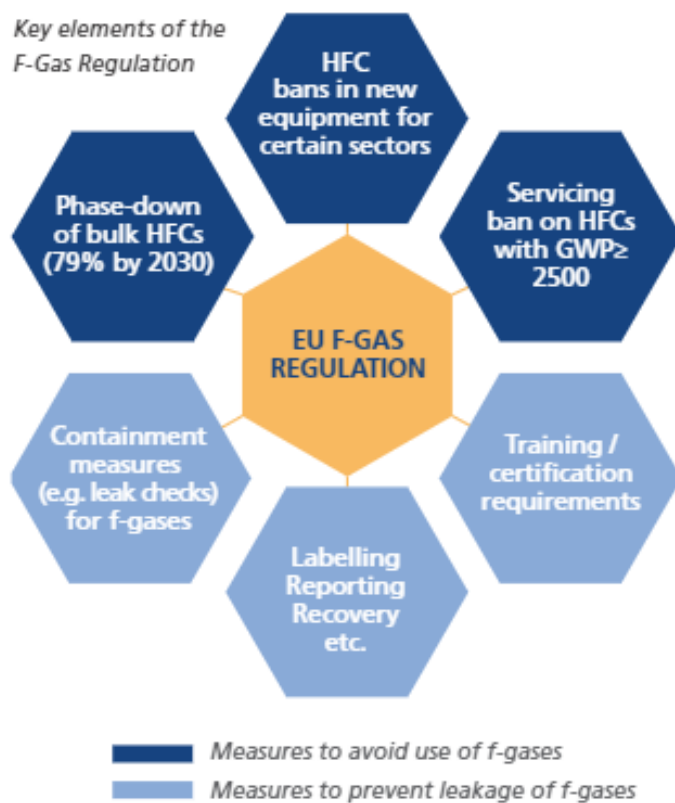 Key elements of the
F-Gas Regulation
HFC
bans in new
equipment for
certain sectors
Phase-down
of bulk HFCs
(79% by 2030)
Servicing
ban on HFCs
with GWP≥
2500
EU F-GAS
REGULATION
Containment
measures
(e.g. leak checks)
for f-gases
Training /
certification
requirements
Labelling
Reporting
Recovery
etc.
Measures to avoid use of f-gases
Measures to prevent leakage of f-gases